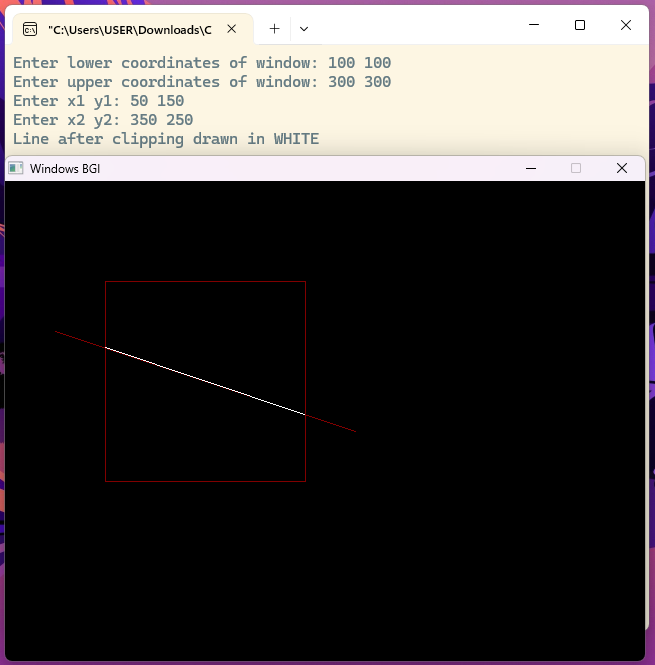 "C:\Users\USER\Downloads\C
Enter lower coordinates of window: 100 100
Enter upper coordinates of window: 300 300
Enter x1 y1: 50 150
Enter x2 y2: 350 250
Line after clipping drawn in WHITE
Windows BGI